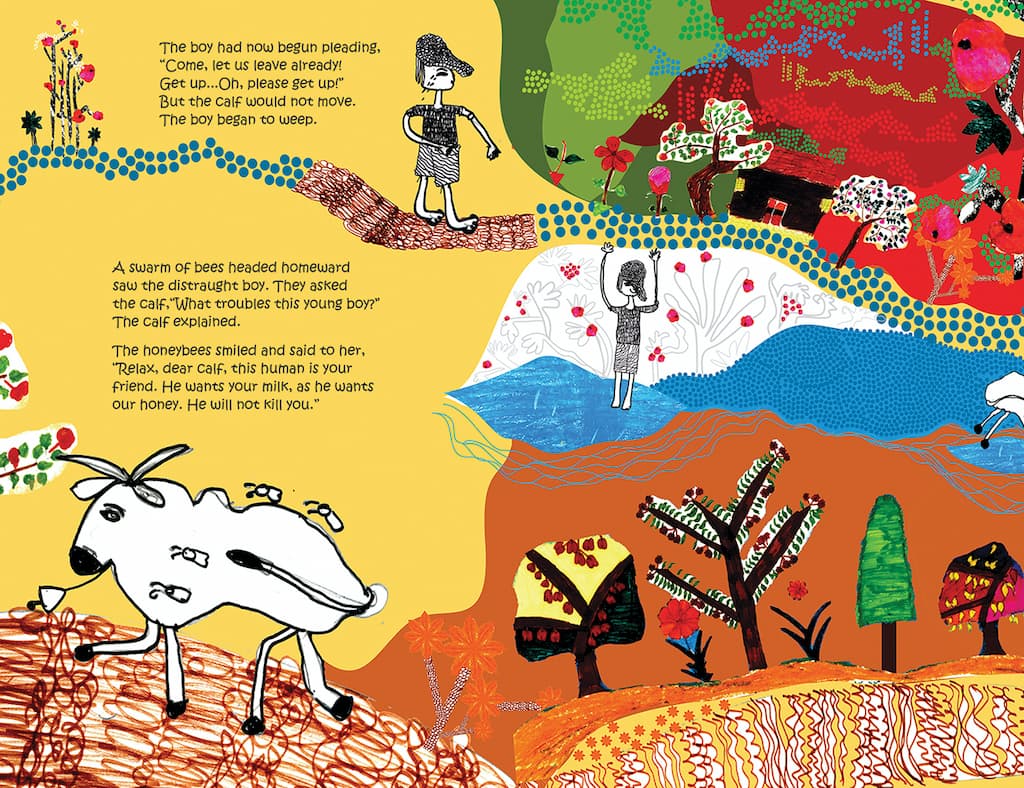 The boy had now begun pleading,
“Come, let us leave already!
Get up...Oh, please get up!”
But the calf would not move.
The boy began to weep.
A swarm of bees headed homeward
saw the distraught boy. They asked
the calf,“What troubles this young boy?”
The calf explained.
The honeybees smiled and said to her,
“Relax, dear calf, this human is your
friend. He wants your milk, as he wants
our honey. He will not kill you.”